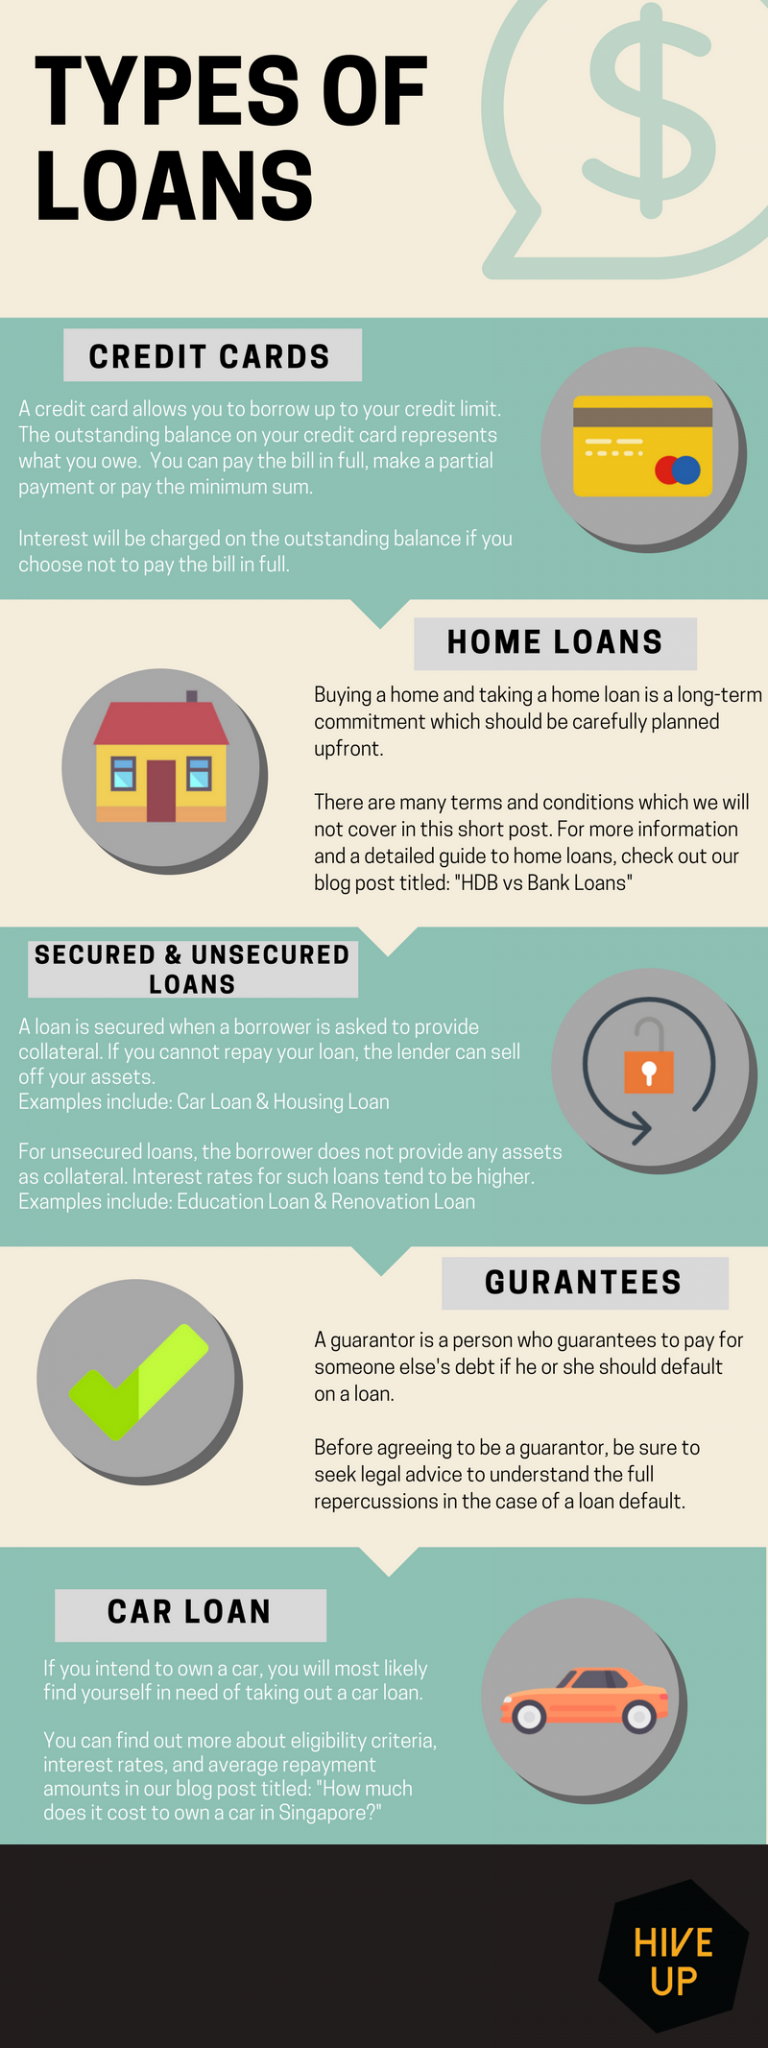 TYPES OF
LOANS
CREDIT CARDS
A credit card allows you to borrow up to your credit limit.
The outstanding balance on your credit card represents
what you owe. You can pay the bill in full, make a partial
payment or pay the minimum sum.
Interest will be charged on the outstanding balance if you
choose not to pay the bill in full.
HOME LOANS
Buying a home and taking a home loan is a long-term
commitment which should be carefully planned
upfront.
There are many terms and conditions which we will
not cover in this short post. For more information
and a detailed guide to home loans, check out our
blog post titled: "HDB vs Bank Loans"
SECURED & UNSECURED
LOANS
A loan is secured when a borrower is asked to provide
collateral. If you cannot repay your loan, the lender can sell
off your assets.
Examples include: Car Loan & Housing Loan
For unsecured loans, the borrower does not provide any assets
as collateral. Interest rates for such loans tend to be higher.
Examples include: Education Loan & Renovation Loan
GURANTEES
A guarantor is a person who guarantees to pay for
someone else's debt if he or she should default
on a loan.
Before agreeing to be a guarantor, be sure to
seek legal advice to understand the full
repercussions in the case of a loan default.
CAR LOAN
If you intend to own a car, you will most likely
find yourself in need of taking out a car loan.
You can find out more about eligibility criteria,
interest rates, and average repayment
amounts in our blog post titled: "How much
does it cost to own a car in Singapore?"
HIVE
UP